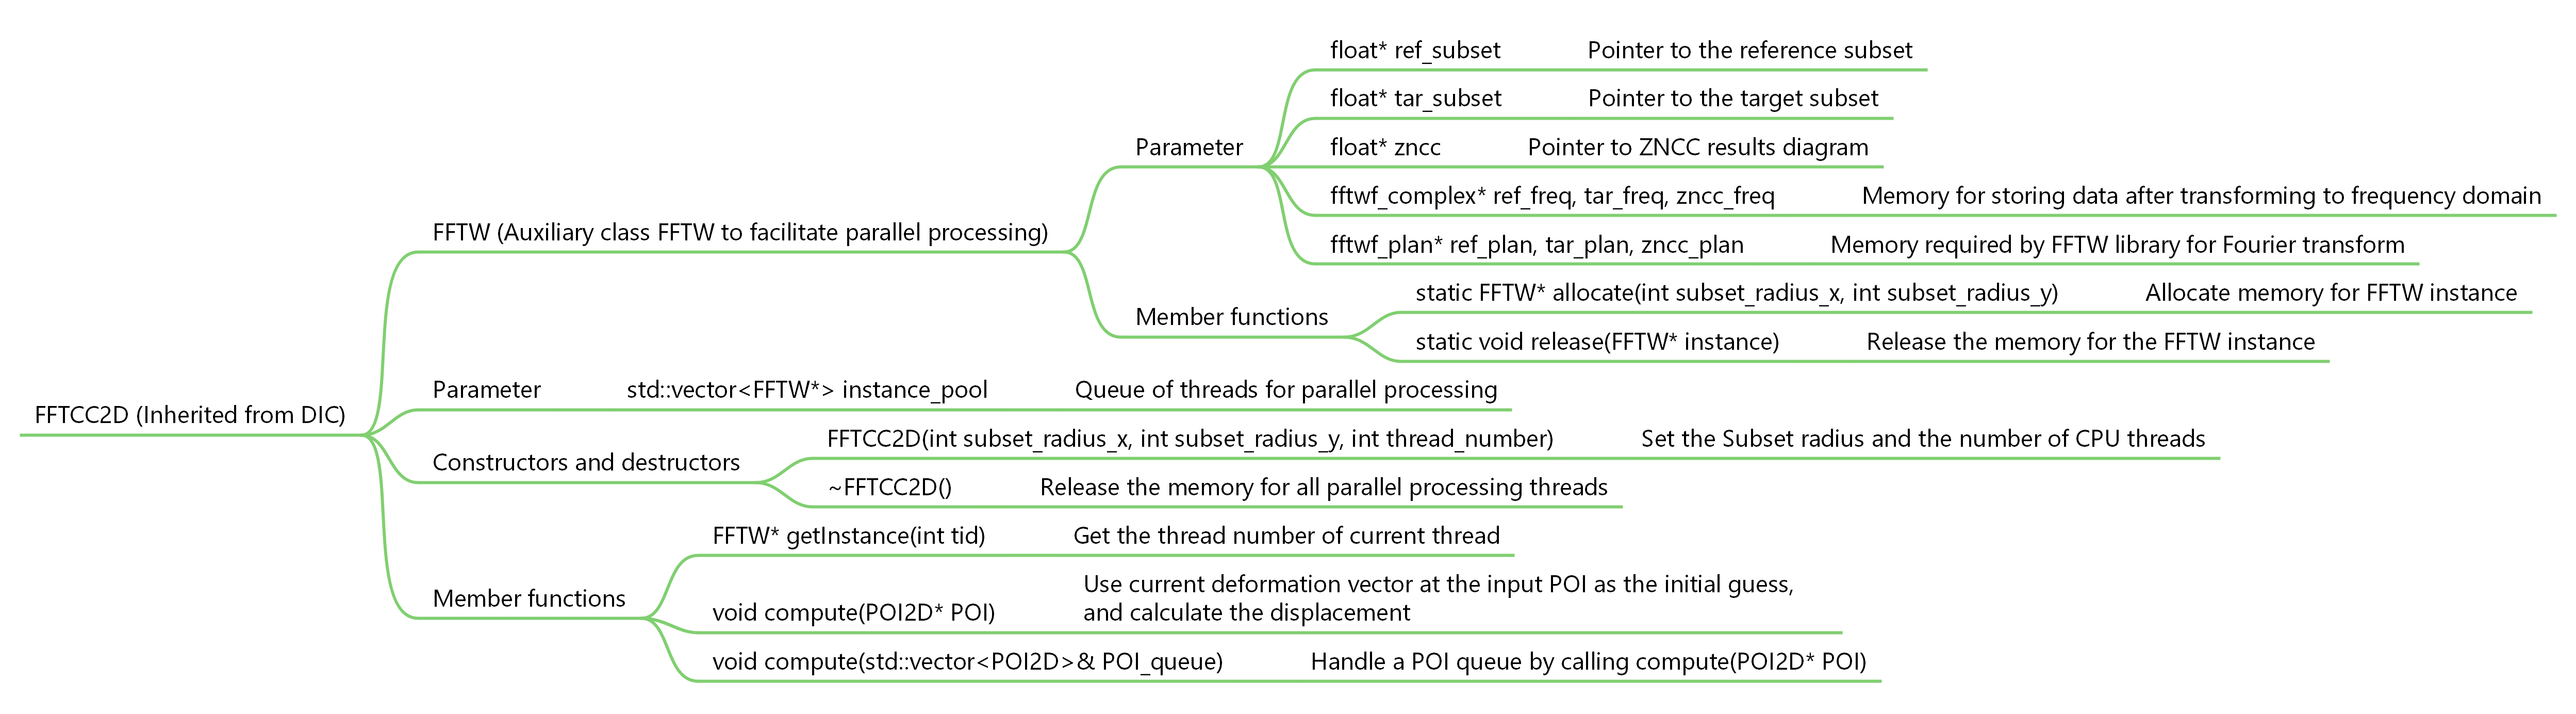 float* ref_subset Pointer to the reference subset
float* tar_subset Pointer to the target subset
Parameter float* zncc Pointer to ZNCC results diagram
fftwf_complex* ref_freq, tar_freq, zncc_freq Memory for storing data after transforming to frequency domain
FFTW (Auxiliary class FFTW to facilitate parallel processing)
fftwf_plan* ref_plan, tar_plan, zncc_plan Memory required by FFTW library for Fourier transform
static FFTW* allocate(int subset_radius_x, int subset_radius_y) Allocate memory for FFTW instance
Member functions
static void release(FFTW* instance) Release the memory for the FFTW instance
Parameter std::vector<FFTW*> instance_pool Queue of threads for parallel processing
FFTCC2D (Inherited from DIC)
FFTCC2D(int subset_radius_x, int subset_radius_y, int thread_number) Set the Subset radius and the number of CPU threads
Constructors and destructors
~FFTCC2D() Release the memory for all parallel processing threads
FFTW* getInstance(int tid) Get the thread number of current thread
Member functions
Use current deformation vector at the input POI as the initial guess,
void compute(POI2D* POI) and calculate the displacement
void compute(std::vector<POI2D>& POI_queue) Handle a POI queue by calling compute(POI2D* POI)